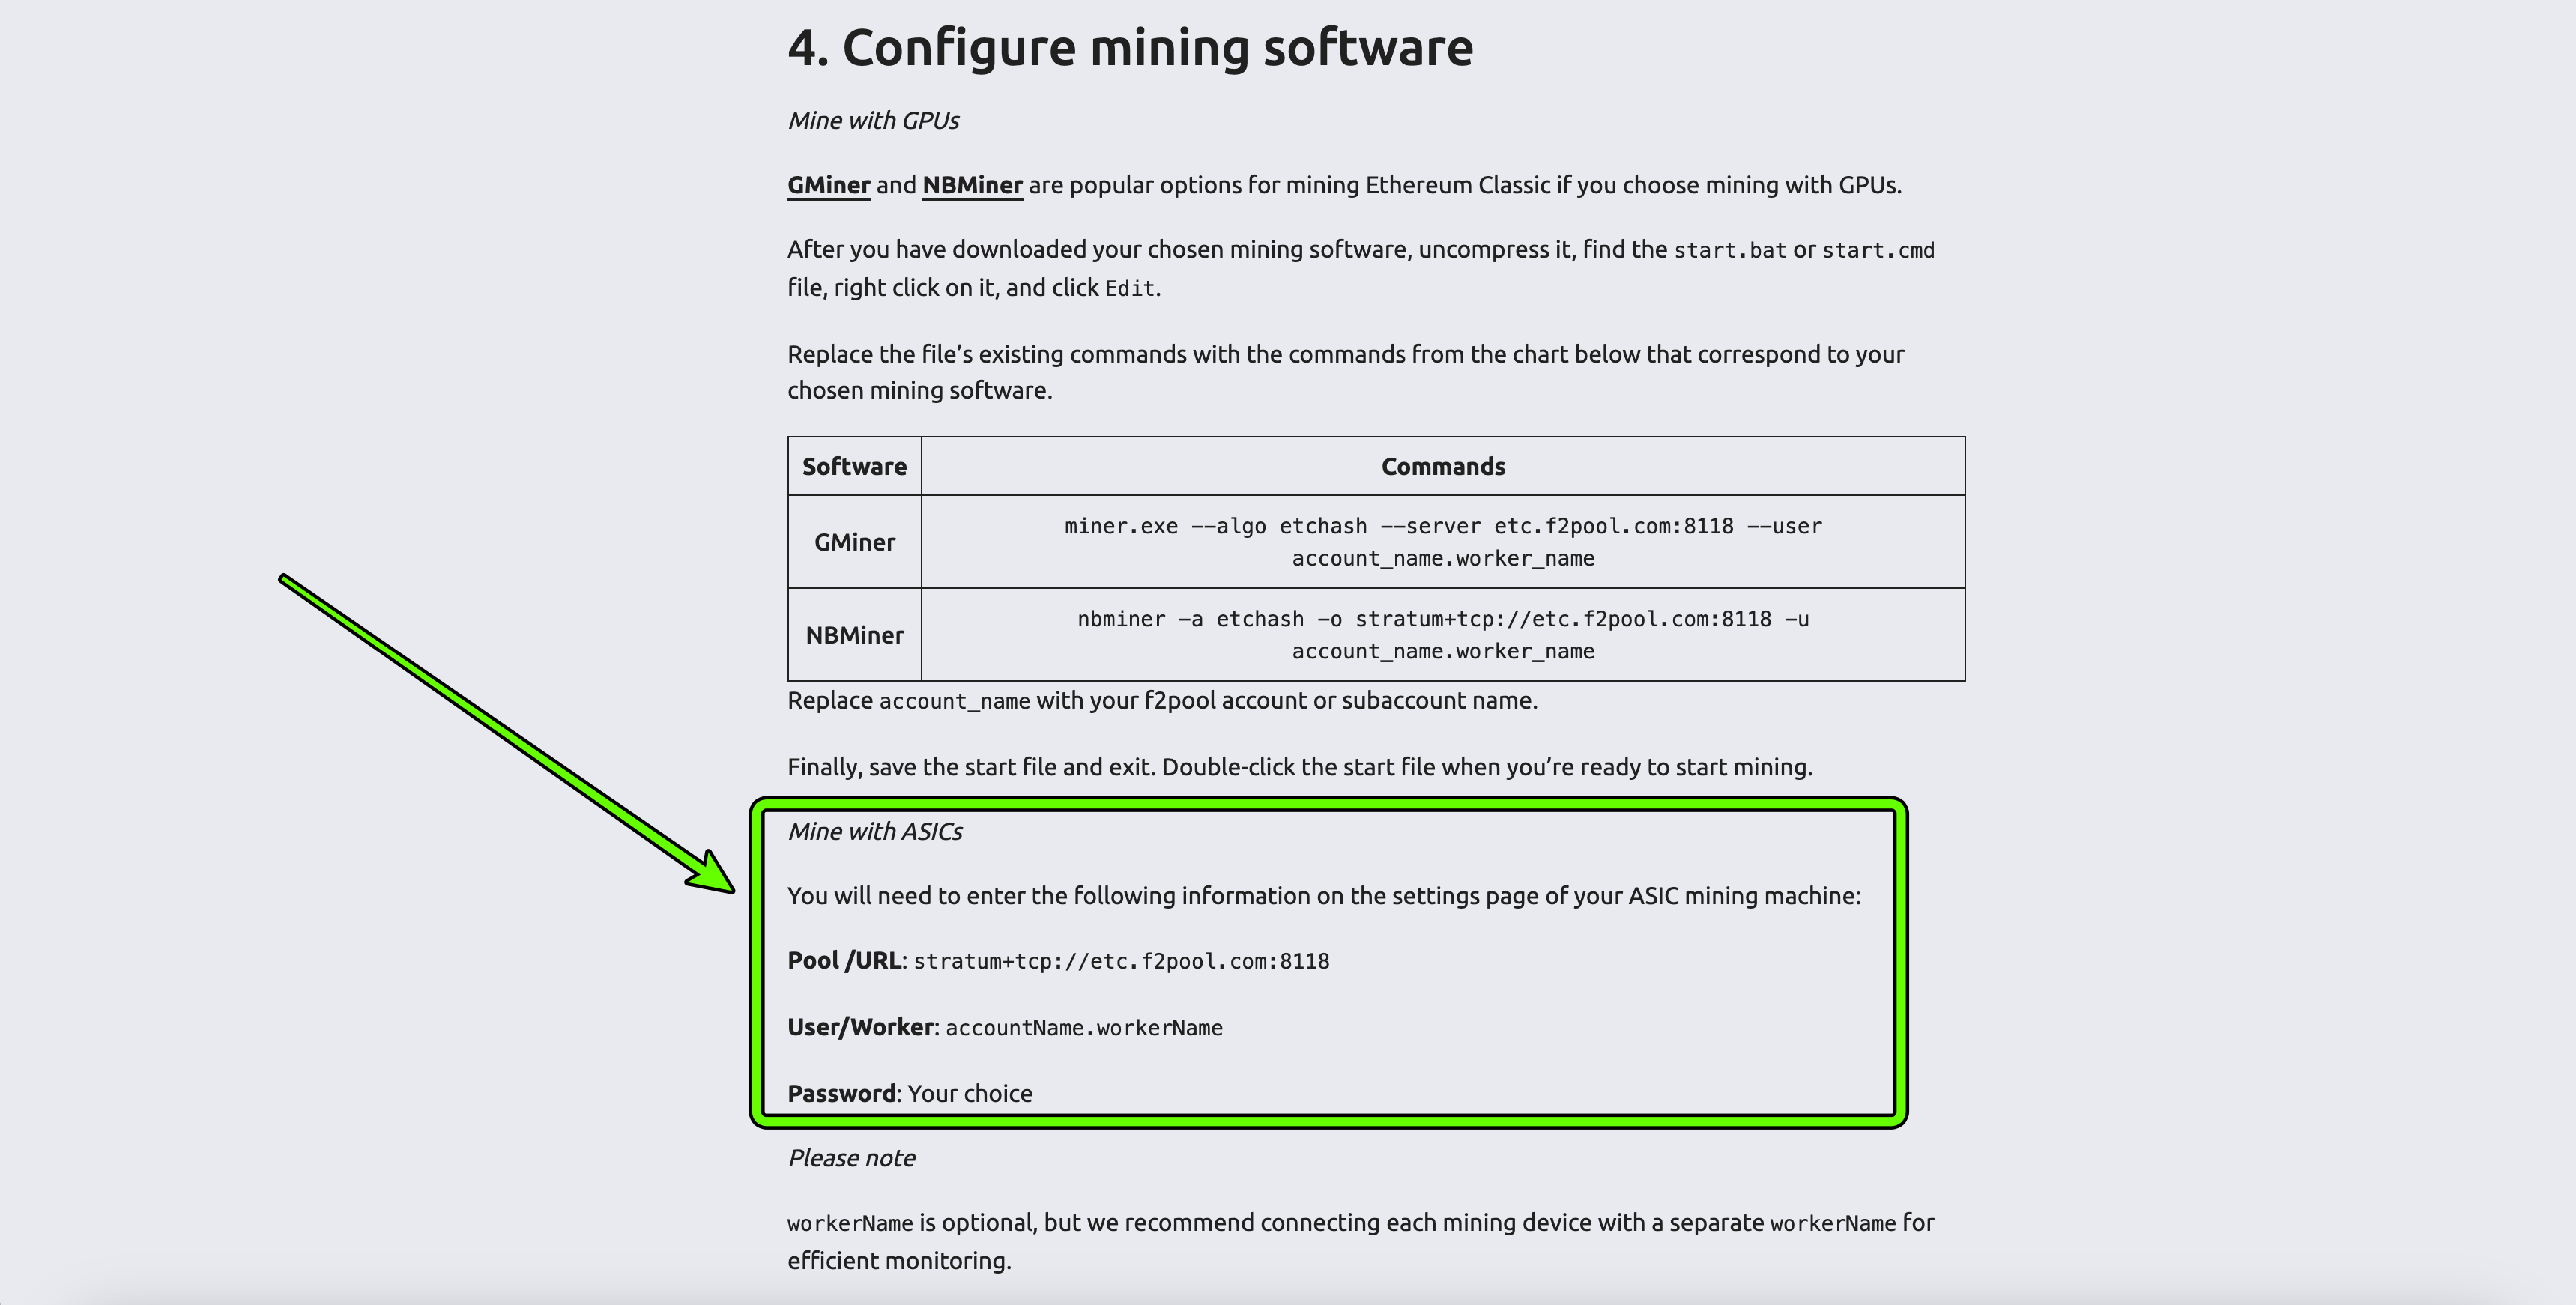 4. Configure mining software
Mine with GPUs
GMiner and NBMiner are popular options for mining Ethereum Classic if you choose mining with GPUs.
After you have downloaded your chosen mining software, uncompress it, find the start.bat or start.cmd
file, right click on it, and click Edit.
Replace the file’s existing commands with the commands from the chart below that correspond to your
chosen mining software.
Software Commands
GMiner miner.exe --algo etchash --server etc.f2pool.com:8118 --user
account_name.worker_name
NBMiner nbminer -a etchash -o stratum+tcp://etc.f2pool.com:8118 -u
account_name.worker_name
Replace account_name with your f2pool account or subaccount name.
Finally, save the start file and exit. Double-click the start file when you’re ready to start mining.
Mine with ASICs
You will need to enter the following information on the settings page of your ASIC mining machine:
Pool /URL: stratum+tcp://etc.f2pool.com:8118
User/Worker: accountName.workerName
Password: Your choice
Please note
workerName is optional, but we recommend connecting each mining device with a separate workerName for
efficient monitoring.